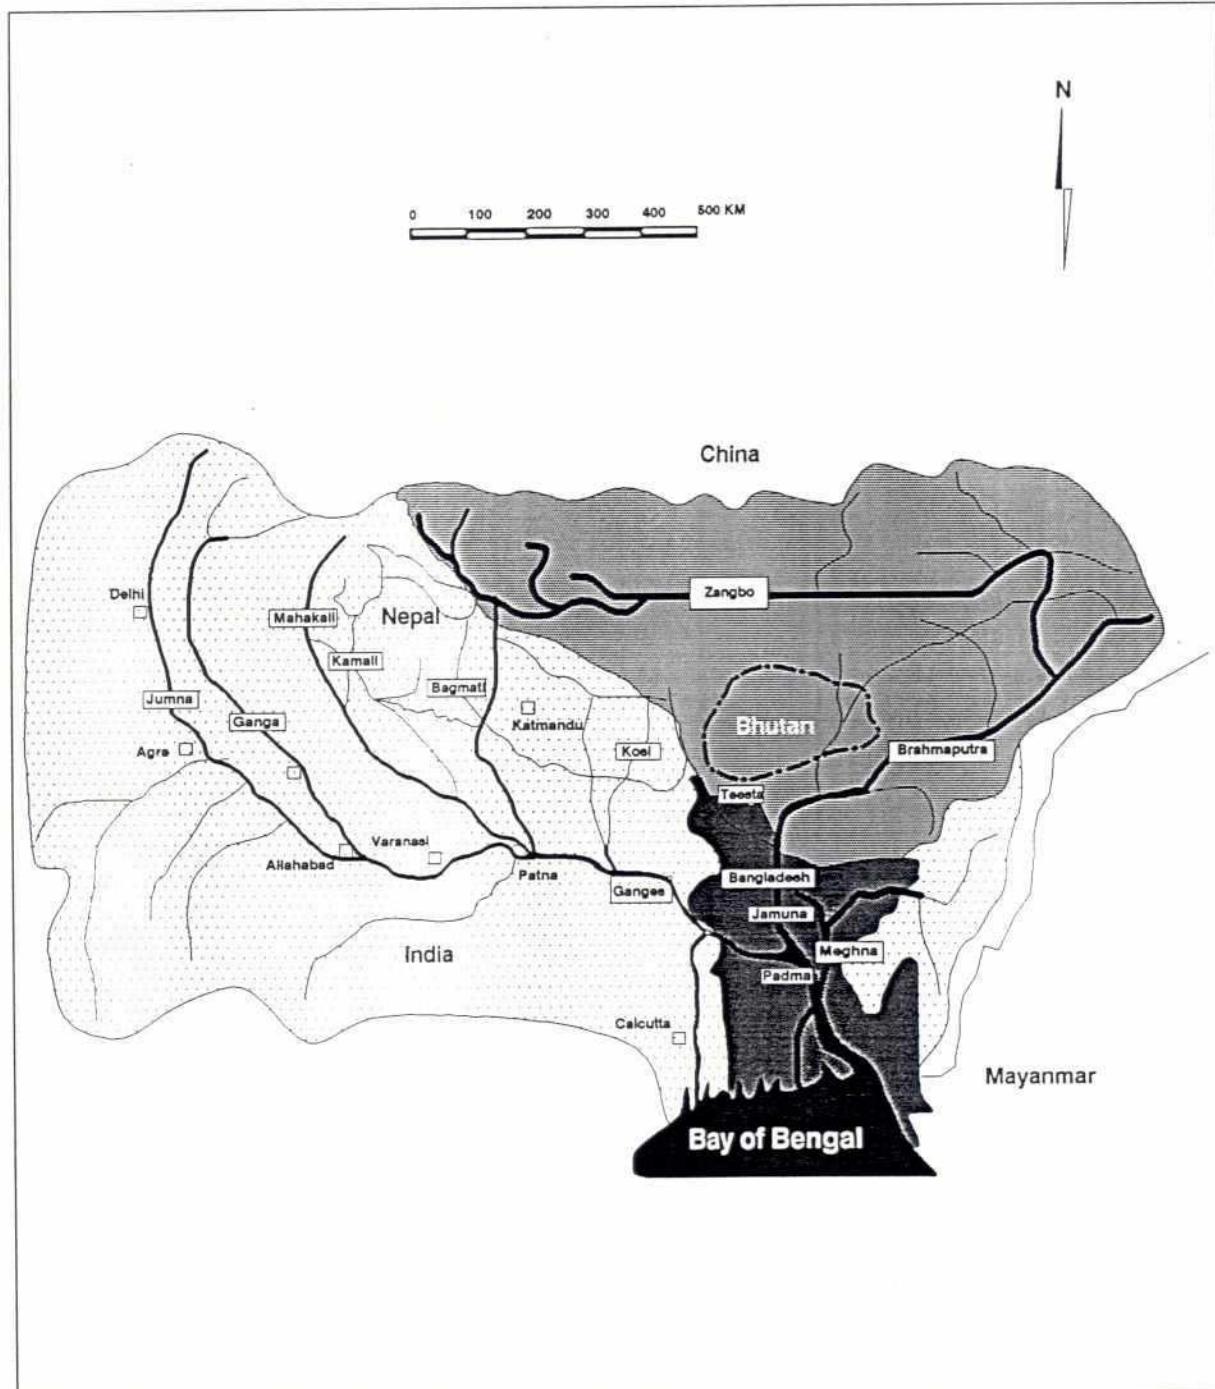 N
0 100 200 300 400 500 KM
China
Zangbo
Delhi
Mahakali
Nepal
Kamali
Bagmati
Jumna
Ganga
Katmandu
Bhutan
Agra
Kosi
Brahmaputra
Teesta
Varanasi
Allahabad
Patna
Bangladesh
Ganges
Jamuna
India
Meghna
Padma
Calcutta
Mayanmar
Bay of Bengal